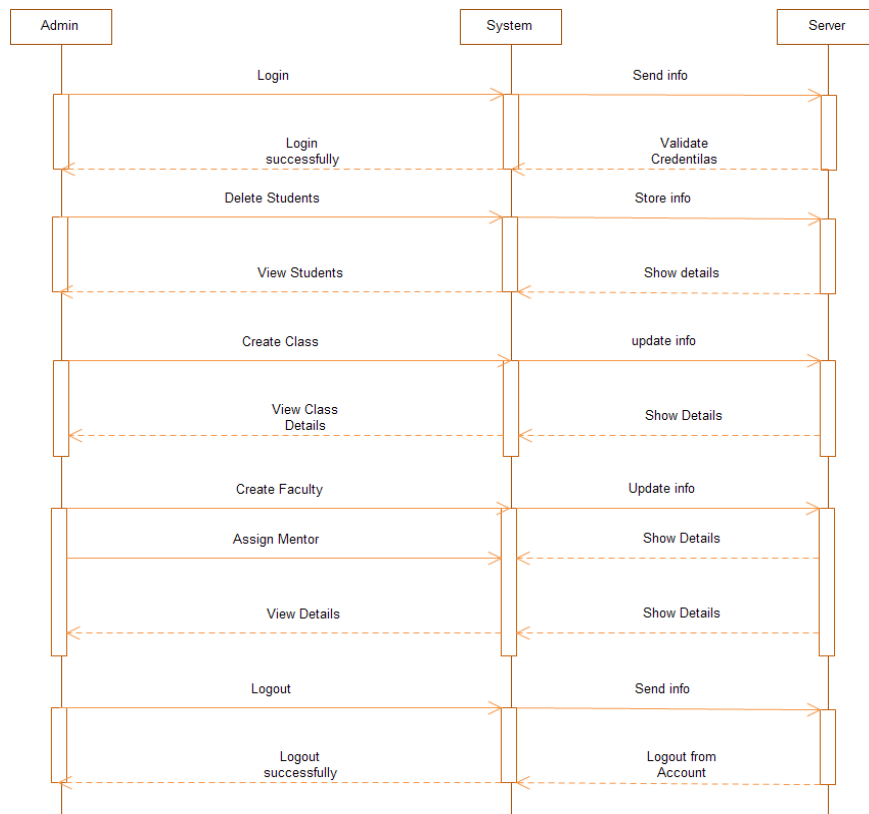 Admin
System
Server
Login
Send info
Login
successfully
Validate
Credentilas
Delete Students
Store info
View Students
Show details
Create Class
update info
View Class
Details
Show Details
Create Faculty
Update info
Assign Mentor
Show Details
View Details
Show Details
Logout
Send info
Logout
successfully
Logout from
Account